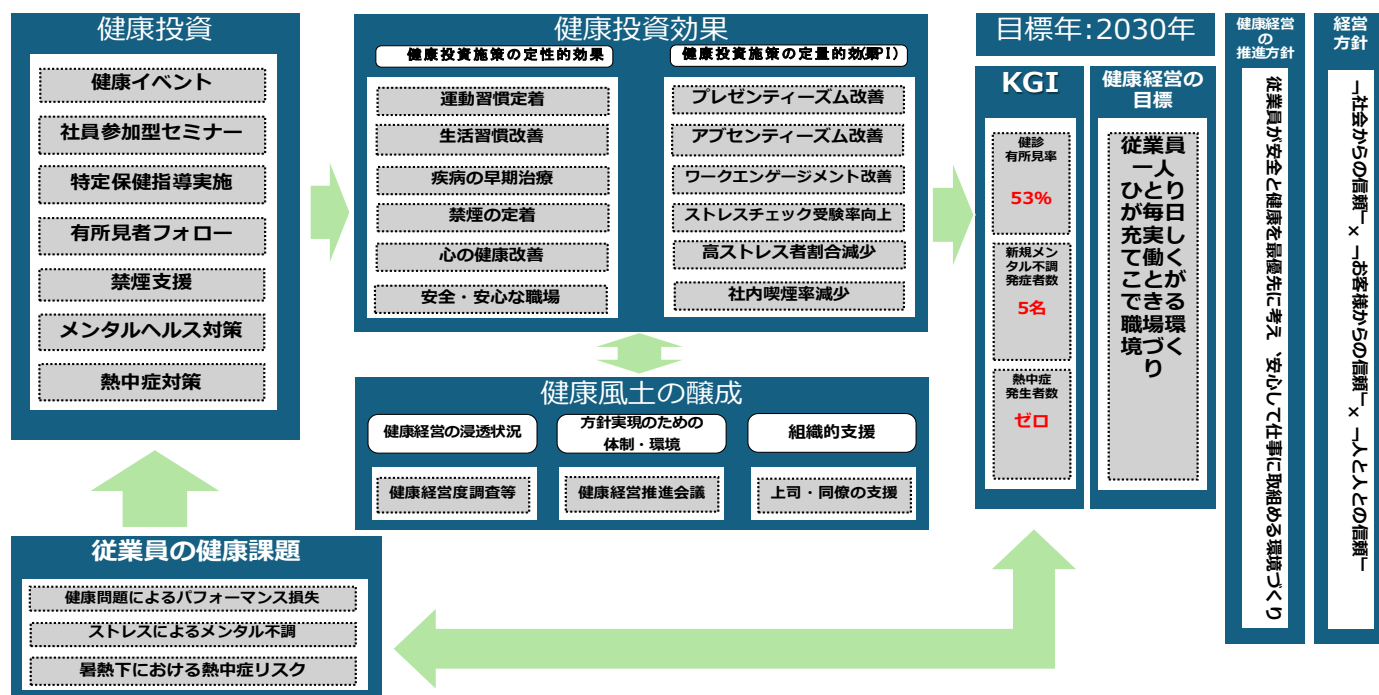 健康投資
健康イベント
社員参加型セミナー
特定保健指導実施
有所見者フォロー
禁煙支援
メンタルヘルス対策
熱中症対策
健康投資効果
健康投資施策の定性的効果
運動習慣定着
生活習慣改善
疾病の早期治療
禁煙の定着
心の健康改善
安全・安心な職場
健康投資施策の定量的効果(KPI)
プレゼンティーズム改善
アブセンティーズム改善
ワークエンゲージメント改善
ストレスチェック受験率向上
高ストレス者割合減少
社内喫煙率減少
健康風土の醸成
健康経営の浸透状況
健康経営度調査等
方針実現のための
体制・環境
健康経営推進会議
組織的支援
上司・同僚の支援
従業員の健康課題
健康問題によるパフォーマンス損失
ストレスによるメンタル不調
暑熱下における熱中症リスク
目標年:2030年
KGI
健診
有所見率
53%
新規メン
タル不調
発症者数
5名
熱中症
発生者数
ゼロ
健康経営の
目標
従業員
一人
ひとり
が毎日
充実し
て働く
ことが
できる
職場環
境づく
り
健康経営
の
推進方針
従業員が安全と健康を最優先に考え、安心して仕事に取組める環境づくり
経営
方針
「社会からの信頼」×「お客様からの信頼」×「人と人との信頼」